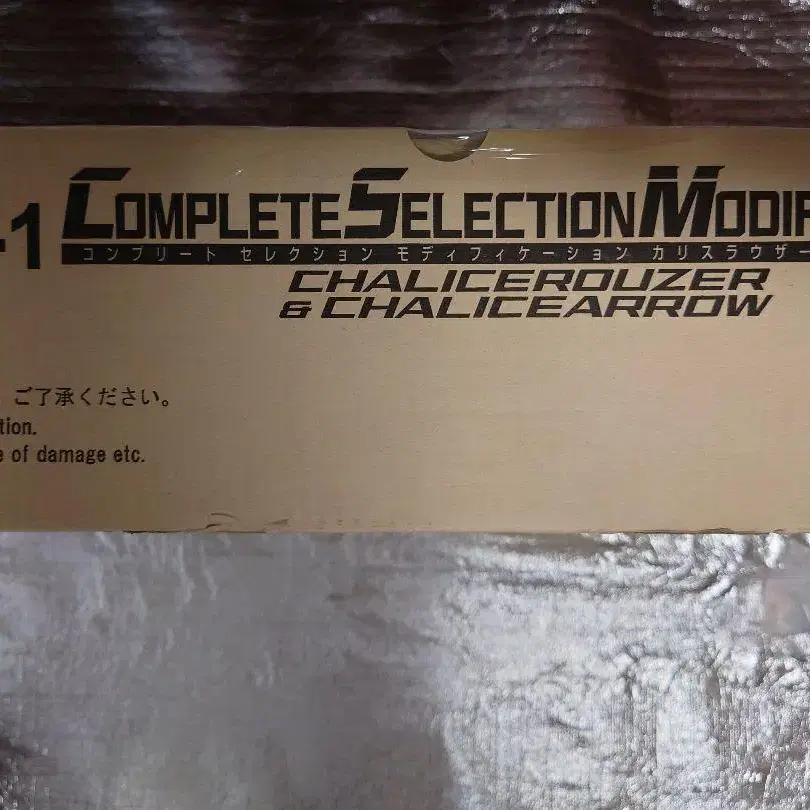 -1
COMPLETE SELECTION MODIF
コンプリート セレクション モディフィケーション カリスラウザー
CHALICEROUZER
& CHALICEARROW
ご了承ください。
tion.
e of damage etc.